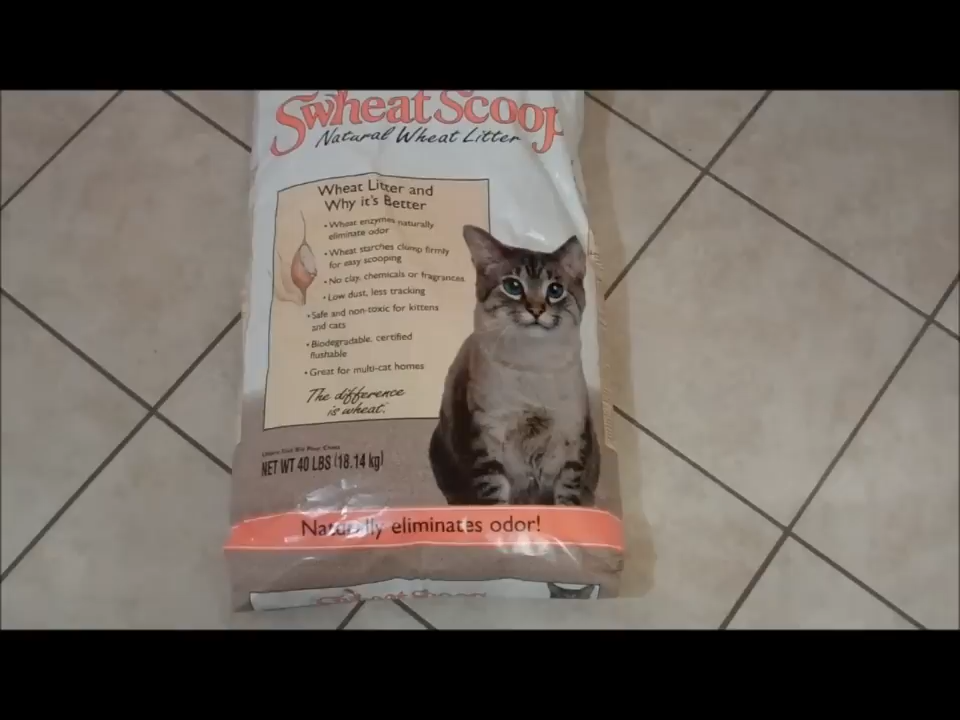 Swheat Scoop
Natural Wheat Litter
Wheat Litter and
Why it's Better
• Wheat enzymes naturally
eliminate odor
• Wheat starches clump firmly
for easy scooping
• No clay, chemicals or fragrances
• Low dust, less tracking
• Safe and non-toxic for kittens
and cats
• Biodegradable, certified
flushable
• Great for multi-cat homes
The difference
is wheat.
NET WT 40 LBS (18.14 kg)
Naturally eliminates odor!
Swheat Scoop